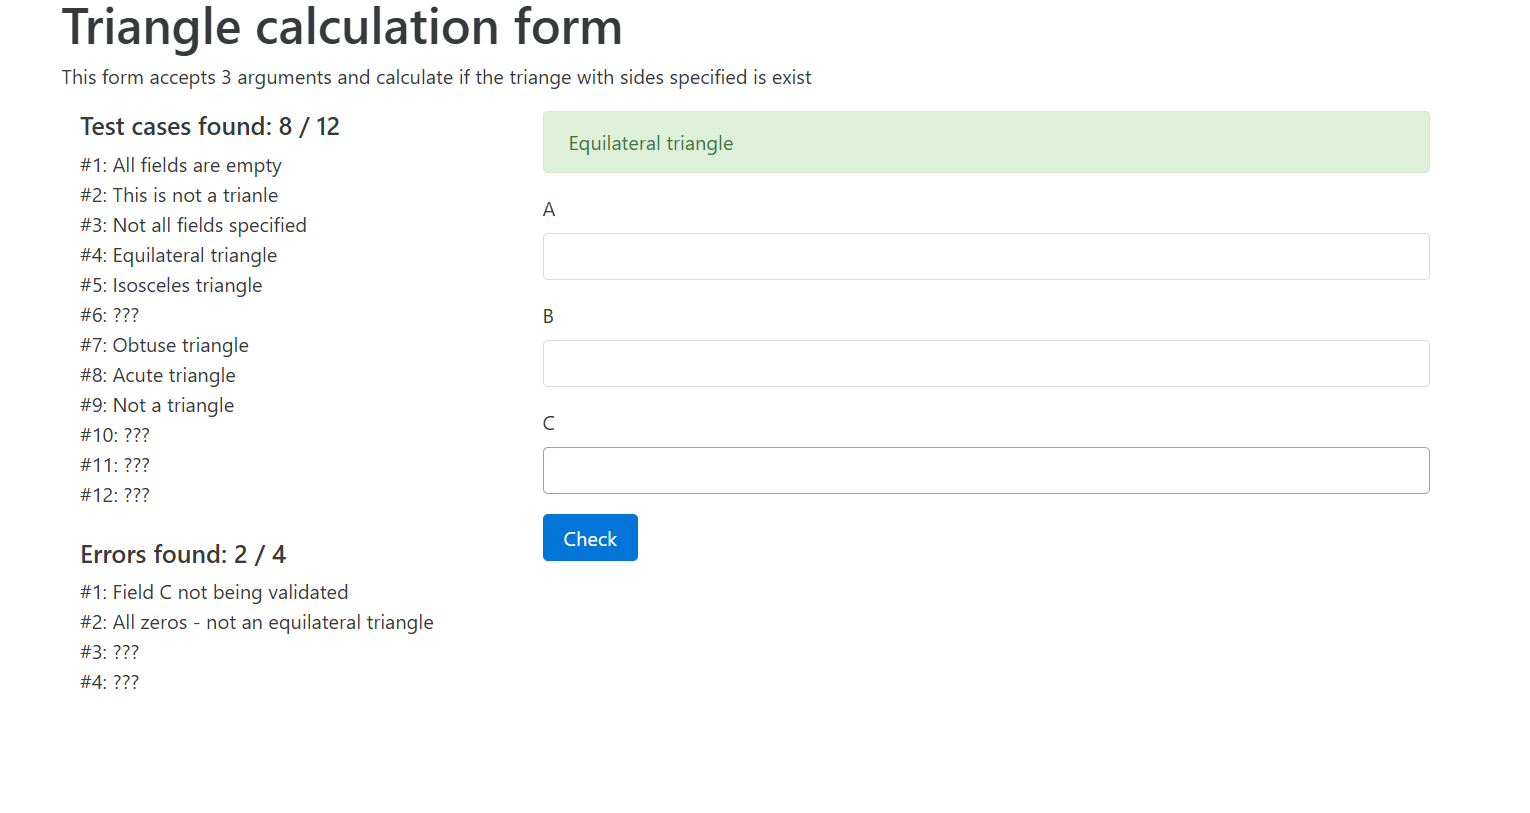 Triangle calculation form
This form accepts 3 arguments and calculate if the triange with sides specified is exist
Test cases found: 8 / 12
#1: All fields are empty
#2: This is not a trianle
#3: Not all fields specified
#4: Equilateral triangle
#5: Isosceles triangle
#6: ???
#7: Obtuse triangle
#8: Acute triangle
#9: Not a triangle
#10: ???
#11: ???
#12: ???
Errors found: 2 / 4
#1: Field C not being validated
#2: All zeros - not an equilateral triangle
#3: ???
#4: ???
Equilateral triangle
A
B
C
Check